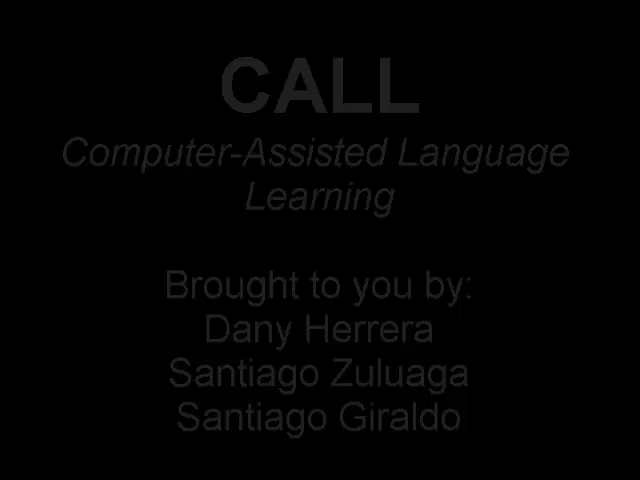 CALL
Computer-Assisted Language
Learning
Brought to you by:
Dany Herrera
Santiago Zuluaga
Santiago Giraldo